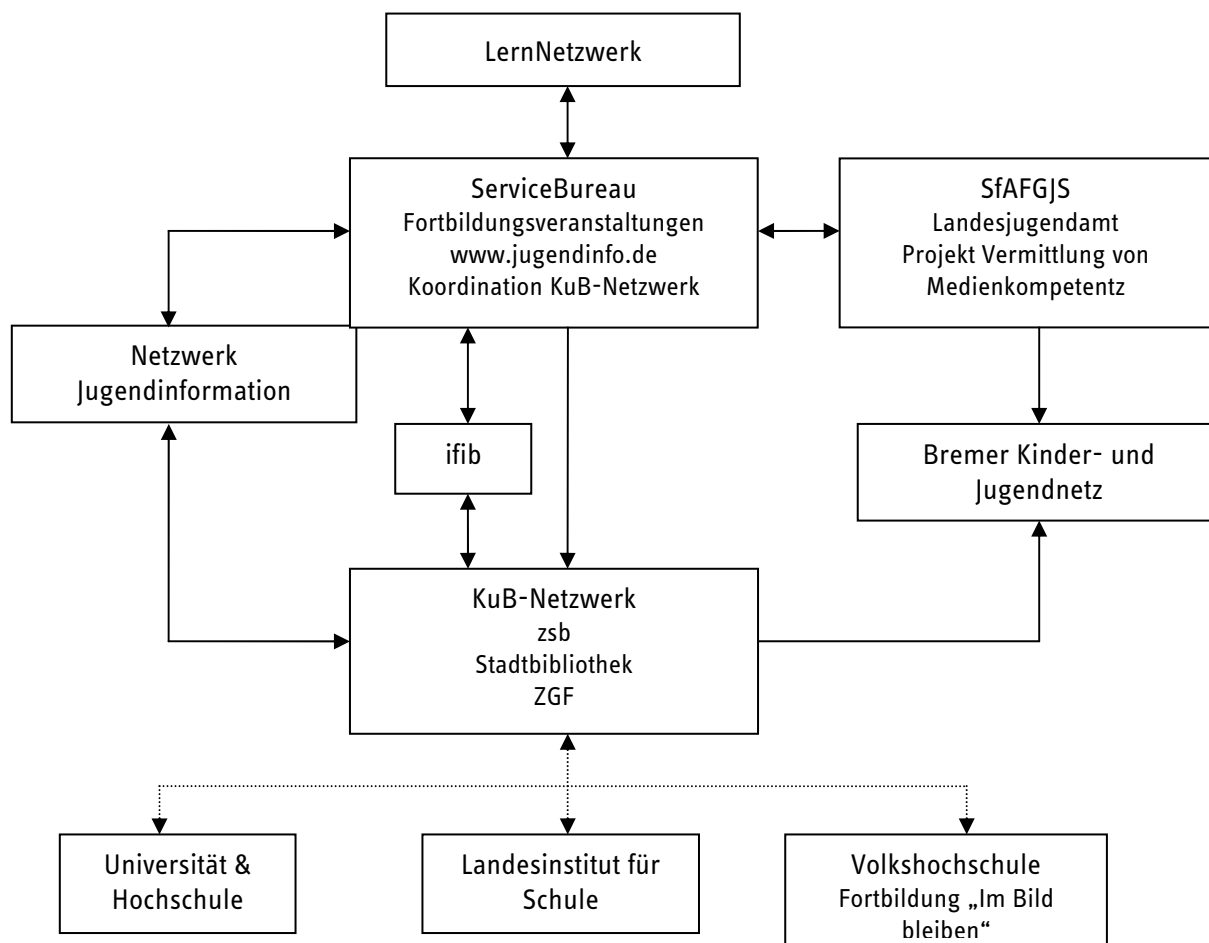 LernNetzwerk
ServiceBureau
Fortbildungsveranstaltungen
www.jugendinfo.de
Koordination KuB-Netzwerk
SfAFGJS
Landesjugendamt
Projekt Vermittlung von
Medienkompetentz
Netzwerk
Jugendinformation
ifib
Bremer Kinder- und
Jugendnetz
KuB-Netzwerk
zsb
Stadtbibliothek
ZGF
Universität &
Hochschule
Landesinstitut für
Schule
Volkshochschule
Fortbildung „Im Bild
bleiben“